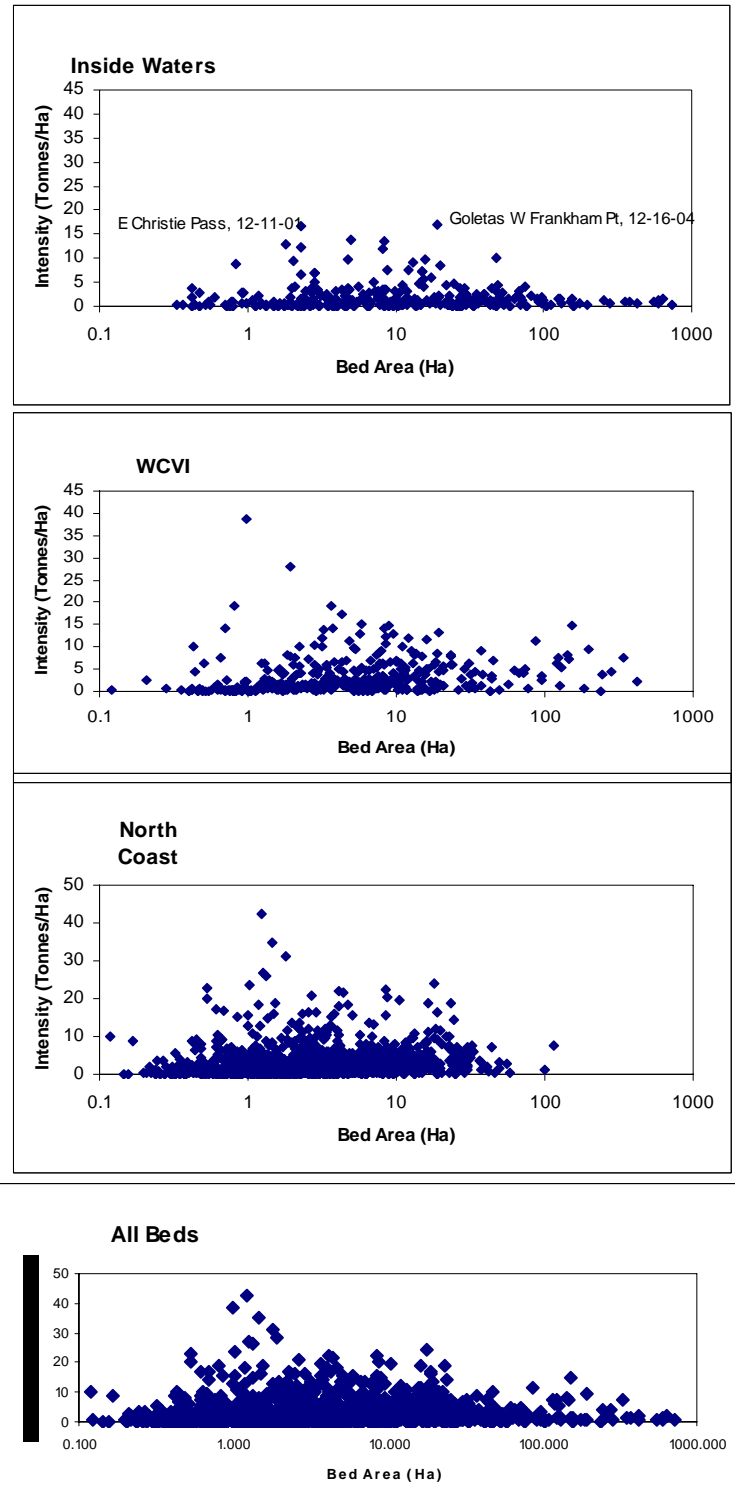 Inside Waters
45
40
35
30
25
20
15
10
5
0
Intensity (Tonnes/Ha)
E Christie Pass, 12-11-01
Goletas W Frankham Pt, 12-16-04
0.1 1 10 100 1000
Bed Area (Ha)
WCVI
45
40
35
30
25
20
15
10
5
0
Intensity (Tonnes/Ha)
0.1 1 10 100 1000
Bed Area (Ha)
North
Coast
50
40
30
20
10
0
Intensity (Tonnes/Ha)
0.1 1 10 100 1000
Bed Area (Ha)
All Beds
50
40
30
20
10
0
0.100 1.000 10.000 100.000 1000.000
Bed Area (Ha)